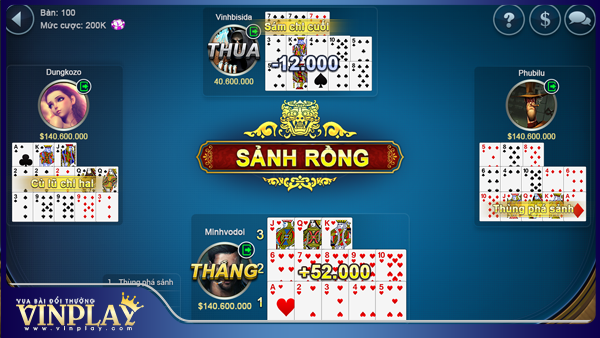 Bàn: 100
Mức cược: 200K
Vinhbisida
Sám chi cuối
THUA
-12.000
40.600.000
?
$
Dungkozo
$140.600.000
Cù lũ chi hai
Phubilu
$140.600.000
Thùng phá sảnh
SẢNH RỒNG
Minhvodoi
THẮNG
+52.000
$140.600.000
3
2
1
1. Thùng phá sảnh
VUA BÀI ĐỔI THƯỞNG
VINPLAY
www.vinplay.com